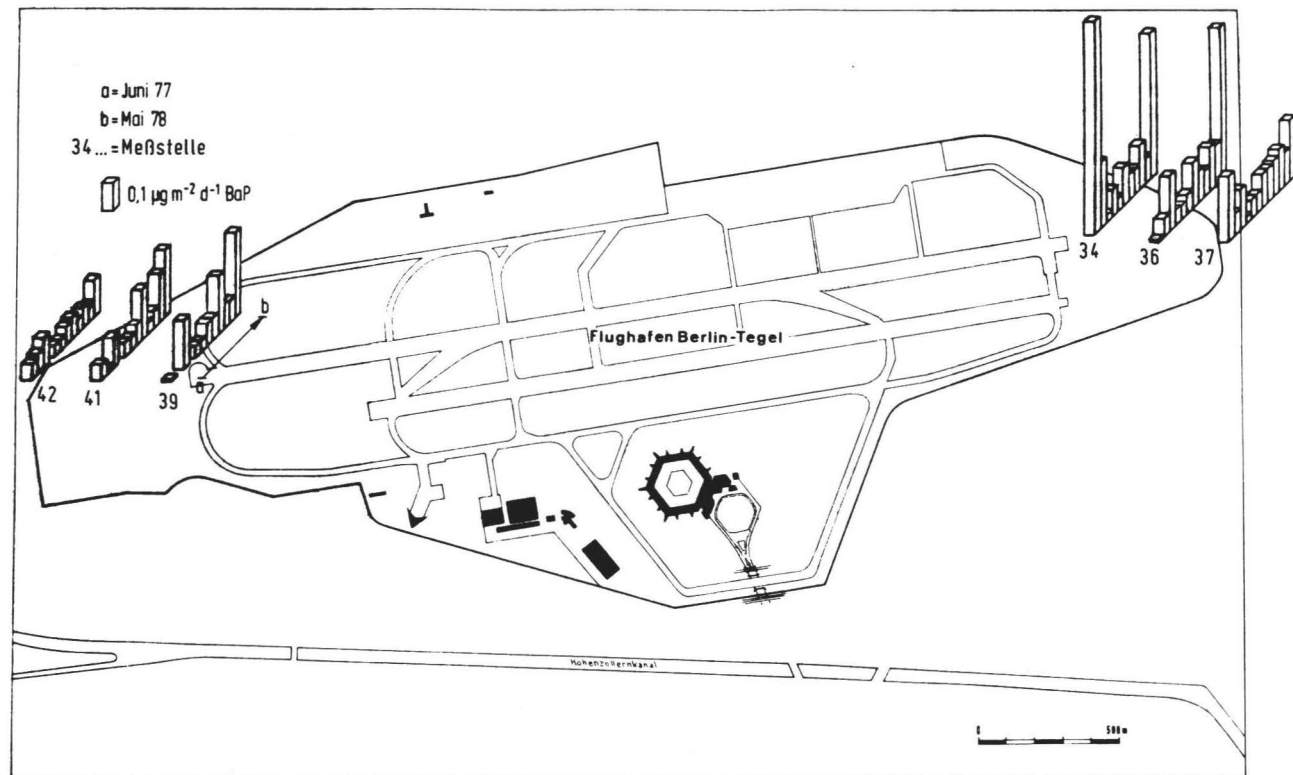 a = Juni 77
b = Mai 78
34 ... = Meßstelle
0,1 µg m⁻² d⁻¹ BaP
34
36
37
b
Flughafen Berlin-Tegel
a
42
41
39
Hohenzollernkanal
0
500m